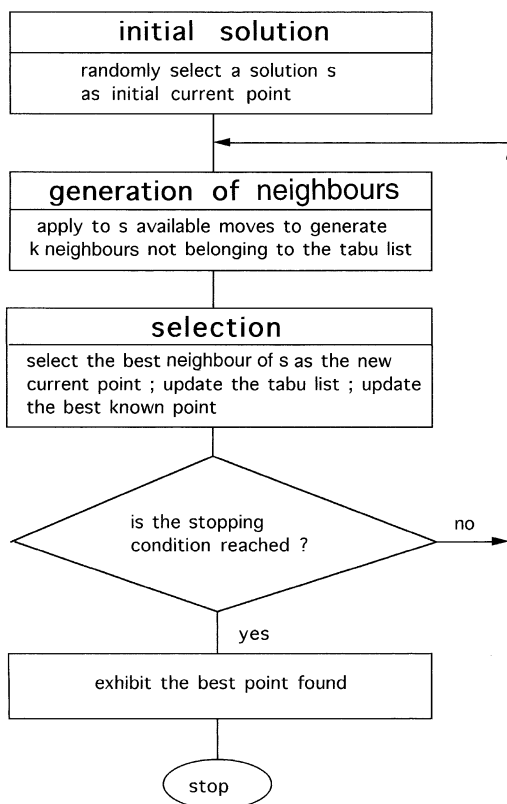 initial solution
randomly select a solution s
as initial current point
generation of neighbours
apply to s available moves to generate
k neighbours not belonging to the tabu list
selection
select the best neighbour of s as the new
current point ; update the tabu list ; update
the best known point
is the stopping
condition reached ?
no
yes
exhibit the best point found
stop